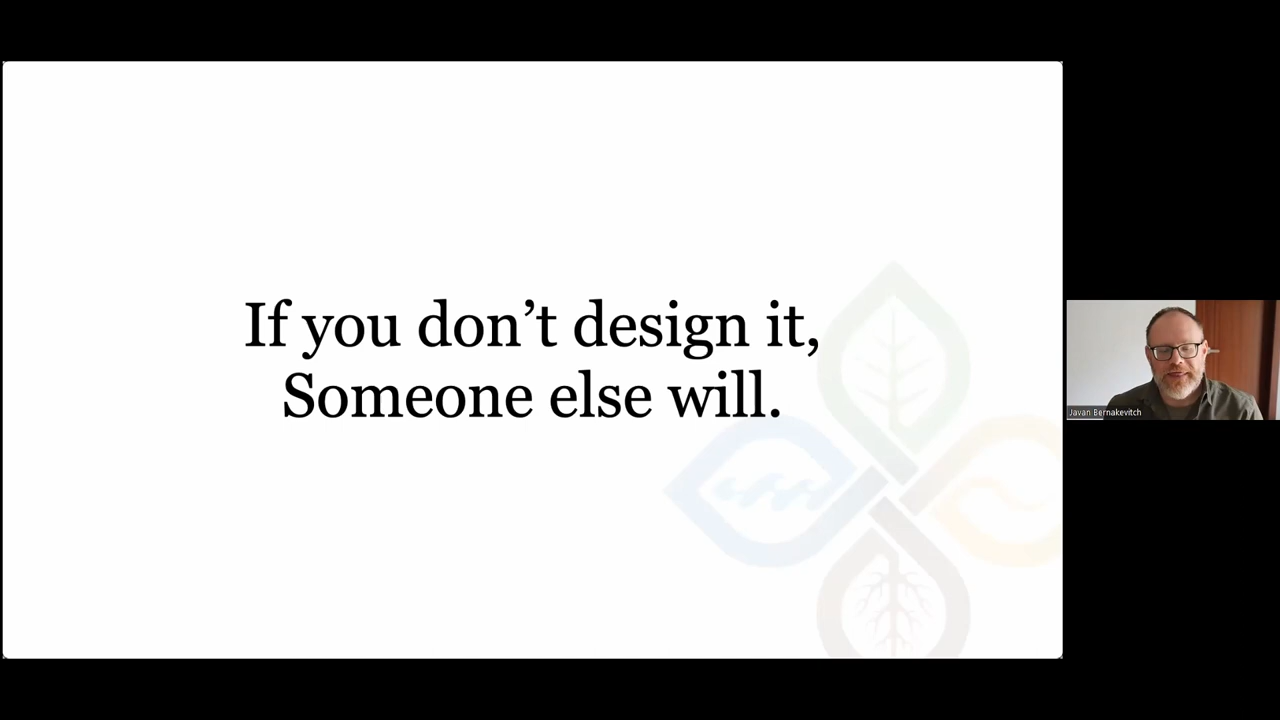 If you don’t design it,
Someone else will.
Javan Bernakevitch